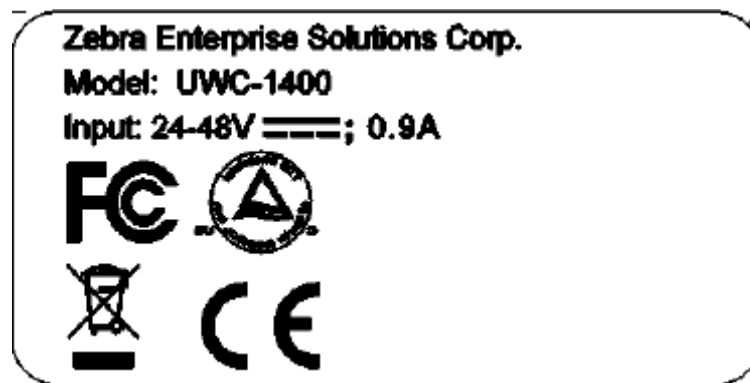 Zebra Enterprise Solutions Corp.
Model: UWC-1400
Input: 24-48V ⎓; 0.9A
FC
CE